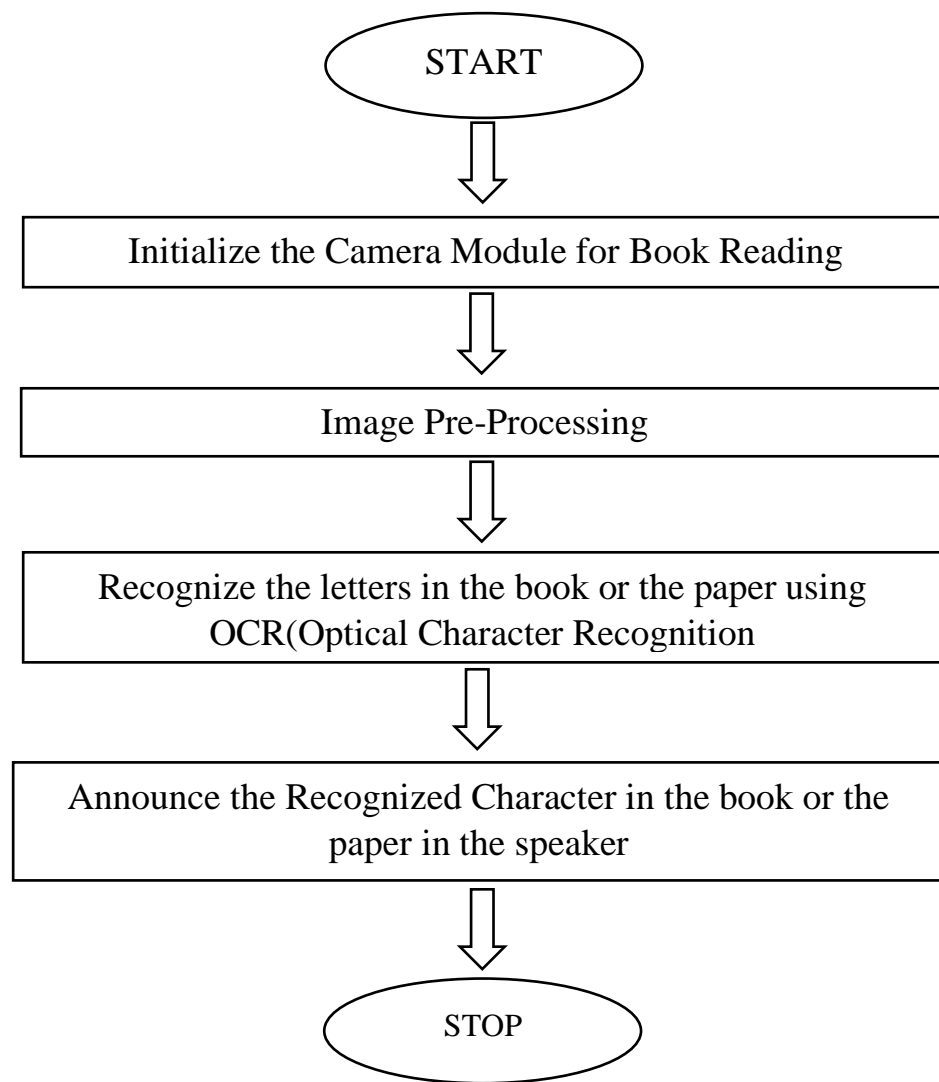 START
Initialize the Camera Module for Book Reading
Image Pre-Processing
Recognize the letters in the book or the paper using
OCR(Optical Character Recognition
Announce the Recognized Character in the book or the
paper in the speaker
STOP